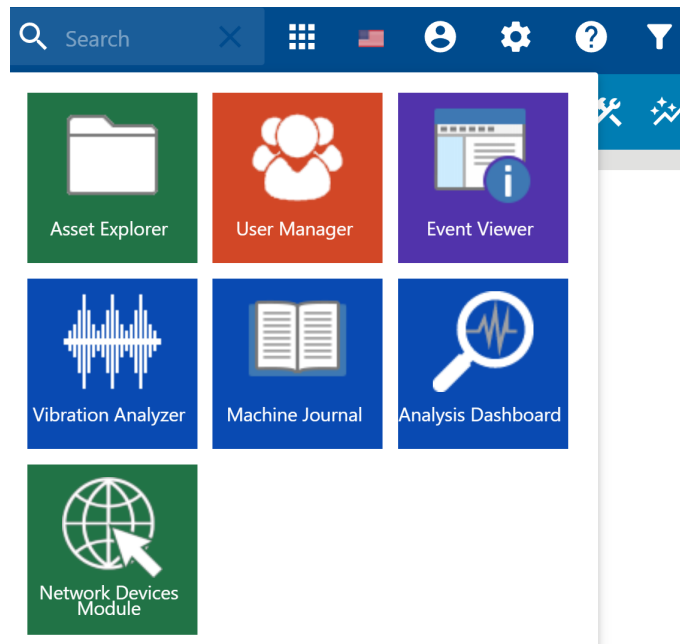 Search
Asset Explorer
User Manager
Event Viewer
Vibration Analyzer
Machine Journal
Analysis Dashboard
Network Devices
Module